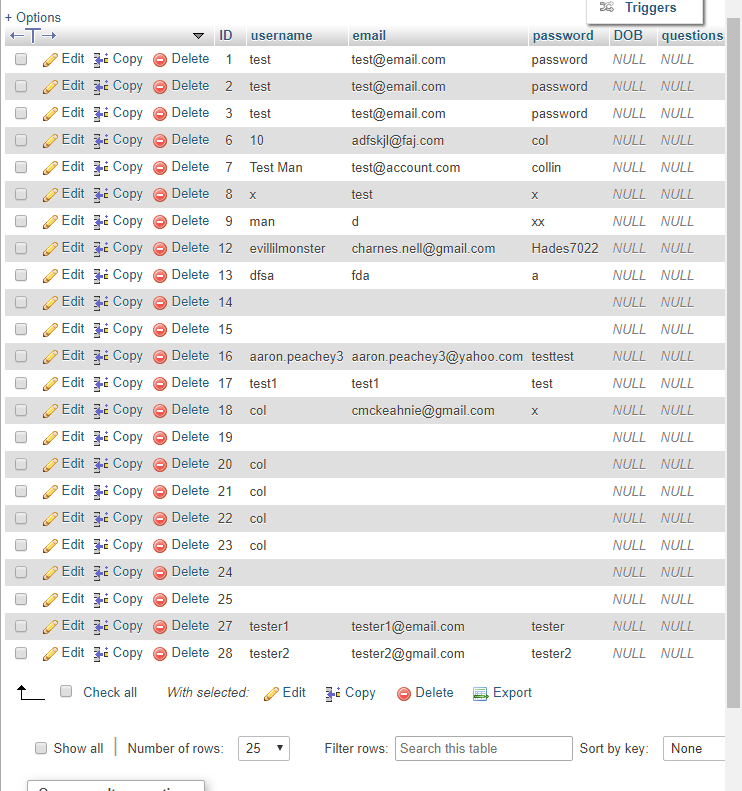 Triggers
+ Options
ID username email password DOB questions
Edit Copy Delete 1 test test@email.com password NULL NULL
Edit Copy Delete 2 test test@email.com password NULL NULL
Edit Copy Delete 3 test test@email.com password NULL NULL
Edit Copy Delete 6 10 adfskjl@faj.com col NULL NULL
Edit Copy Delete 7 Test Man test@account.com collin NULL NULL
Edit Copy Delete 8 x test x NULL NULL
Edit Copy Delete 9 man d xx NULL NULL
Edit Copy Delete 12 evillilmonster charnes.nell@gmail.com Hades7022 NULL NULL
Edit Copy Delete 13 dfsa fda a NULL NULL
Edit Copy Delete 14 NULL NULL
Edit Copy Delete 15 NULL NULL
Edit Copy Delete 16 aaron.peachey3 aaron.peachey3@yahoo.com testtest NULL NULL
Edit Copy Delete 17 test1 test1 test NULL NULL
Edit Copy Delete 18 col cmckeahnie@gmail.com x NULL NULL
Edit Copy Delete 19 NULL NULL
Edit Copy Delete 20 col NULL NULL
Edit Copy Delete 21 col NULL NULL
Edit Copy Delete 22 col NULL NULL
Edit Copy Delete 23 col NULL NULL
Edit Copy Delete 24 NULL NULL
Edit Copy Delete 25 NULL NULL
Edit Copy Delete 27 tester1 tester1@email.com tester NULL NULL
Edit Copy Delete 28 tester2 tester2@gmail.com tester2 NULL NULL
Check all With selected: Edit Copy Delete Export
Show all Number of rows: 25 Filter rows: Search this table Sort by key: None